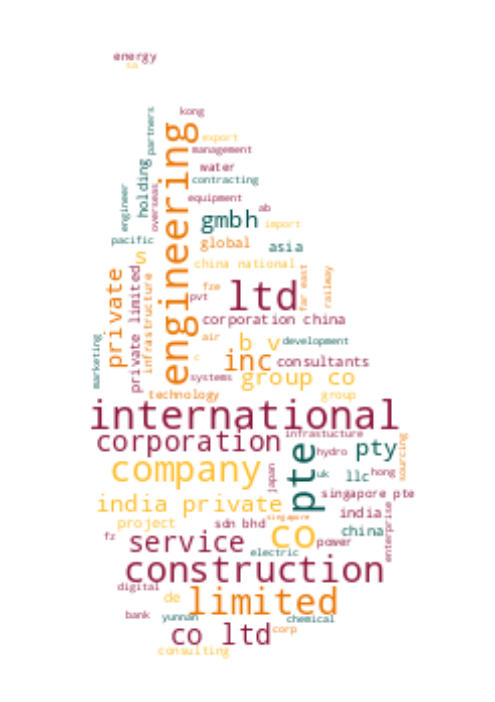 energy
sa
kong
partners
engineering
export
management
water
holding
overseas
contracting
engineer
equipment
ab
gmbh
import
pacific
global
asia
s
china national
private
private limited
infrastructure
fze
pvt
ltd
far east
railway
corporation china
marketing
air
b v
development
c
inc
consultants
systems
group co
technology
group
international
corporation
infrastucture
pte
hydro
pty
sourcing
company
japan
uk
llc
hong
singapore pte
india private
singapore
india
enterprise
project
sdn bhd
co
china
fz
service
power
electric
construction
digital
de
limited
bank
yunnan
chemical
co ltd
corp
consulting